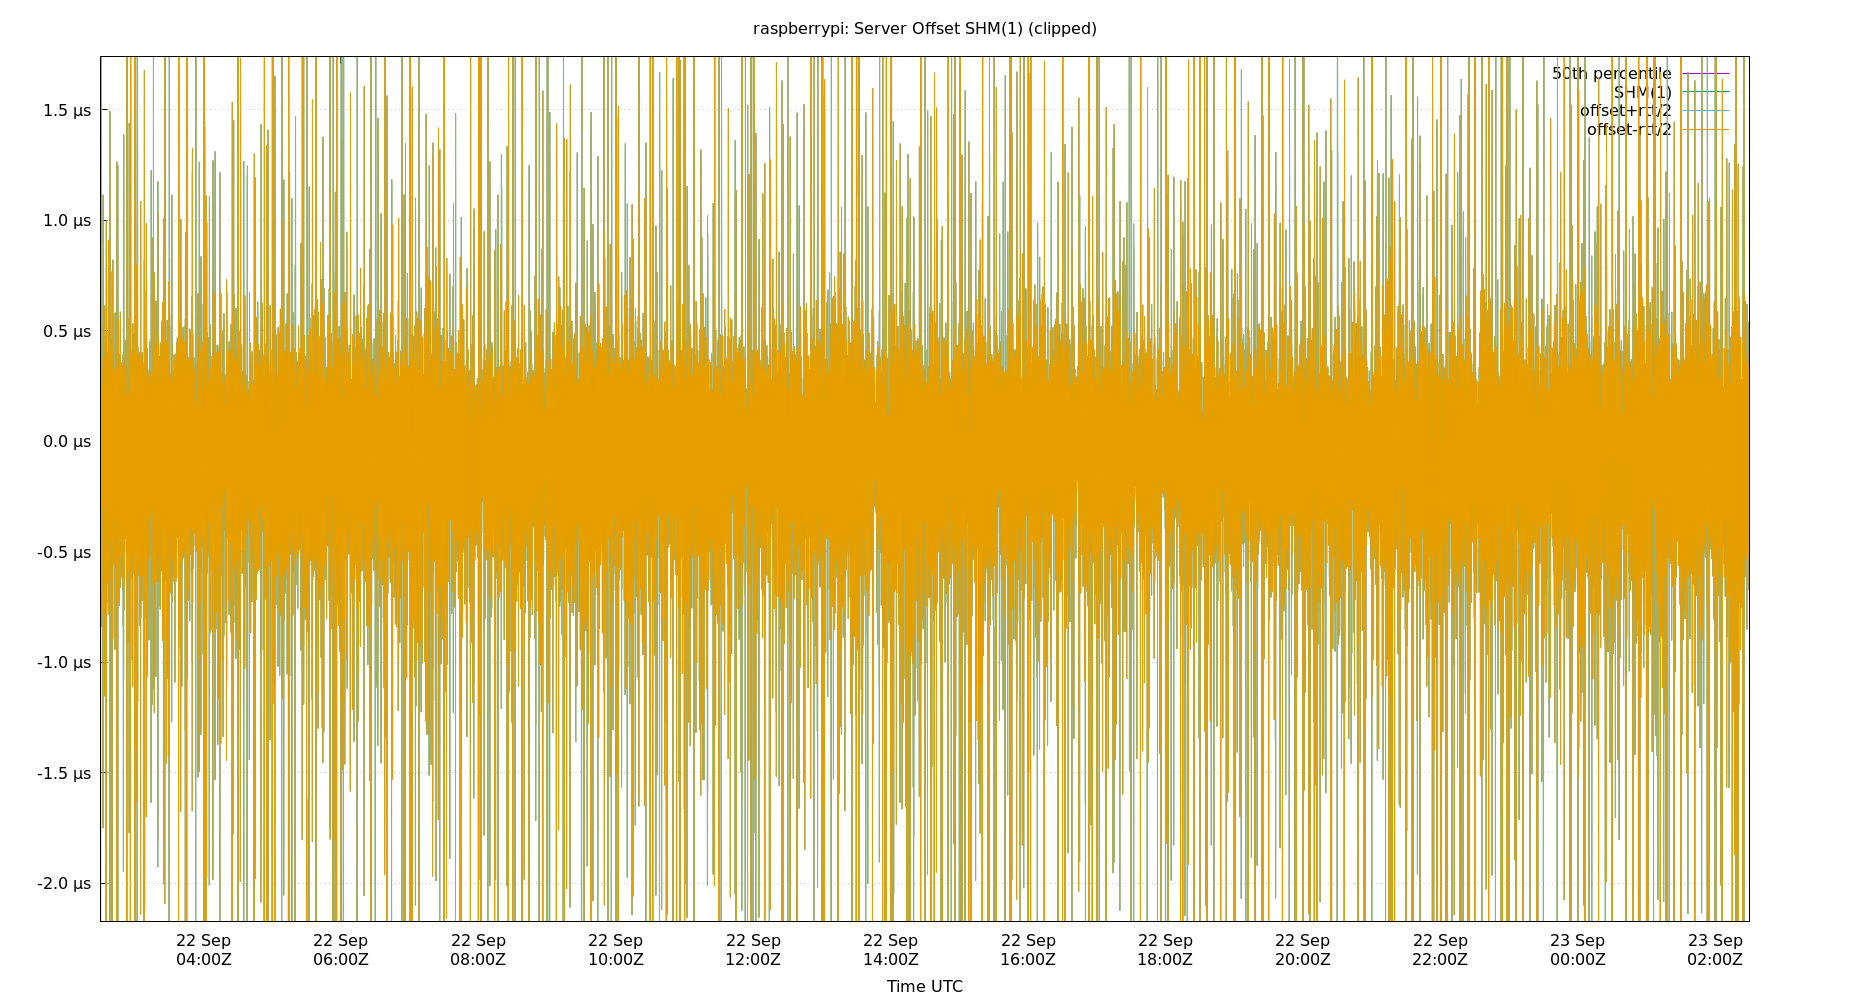 raspberrypi: Server Offset SHM(1) (clipped)
50th percentile
SHM(1)
offset+rtt/2
offset-rtt/2
1.5 µs
1.0 µs
0.5 µs
0.0 µs
-0.5 µs
-1.0 µs
-1.5 µs
-2.0 µs
22 Sep 22 Sep 22 Sep 22 Sep 22 Sep 22 Sep 22 Sep 22 Sep 22 Sep 22 Sep 23 Sep 23 Sep
04:00Z 06:00Z 08:00Z 10:00Z 12:00Z 14:00Z 16:00Z 18:00Z 20:00Z 22:00Z 00:00Z 02:00Z
Time UTC